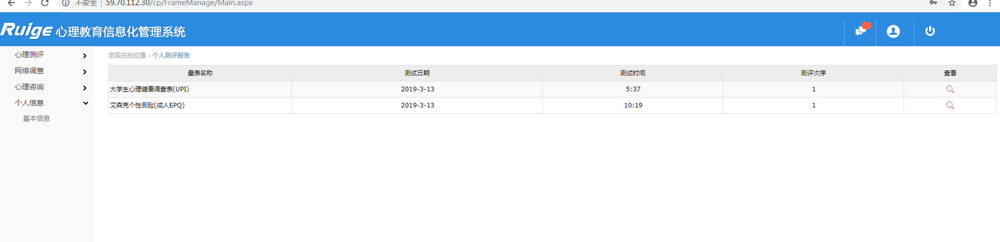 不安全 | 59.70.112.30/cp/FrameManage/Main.aspx
Ruige 心理教育信息化管理系统
心理测评
网络调查
心理咨询
个人信息
基本信息
您现在的位置：个人测评报告
量表名称 测试日期 测试时间 测评次序 查看
大学生心理健康调查表(UPI) 2019-3-13 5:37 1
艾森克个性测验(成人EPQ) 2019-3-13 10:19 1